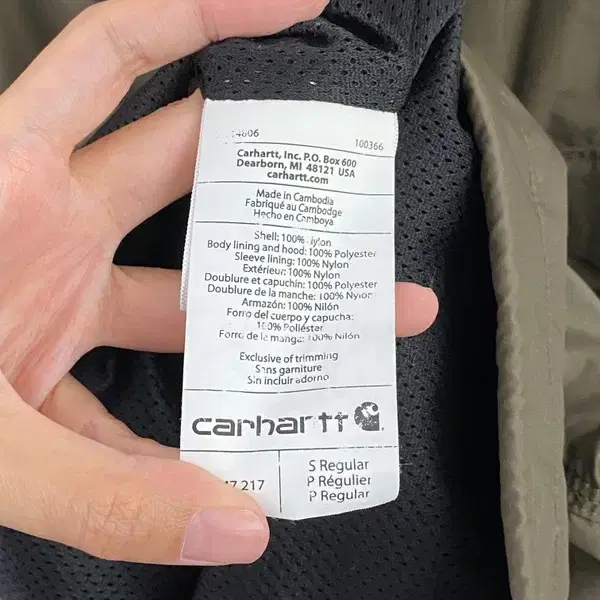 100366
Carhartt, Inc. P.O. Box 600
Dearborn, MI 48121 USA
carhartt.com
Made in Cambodia
Fabriqué au Cambodge
Hecho en Camboya
Shell: 100% Nylon
Body lining and hood: 100% Polyester
Sleeve lining: 100% Nylon
Extérieur: 100% Nylon
Doublure et capuchin: 100% Polyester
Doublure de la manche: 100% Nylon
Armazón: 100% Nilón
Forro del cuerpo y capucha:
100% Poliéster
Forro de la manga: 100% Nilón
Exclusive of trimming
Sans garniture
Sin incluir adorno
carhartt
217
S Regular
P Régulier
P Regular